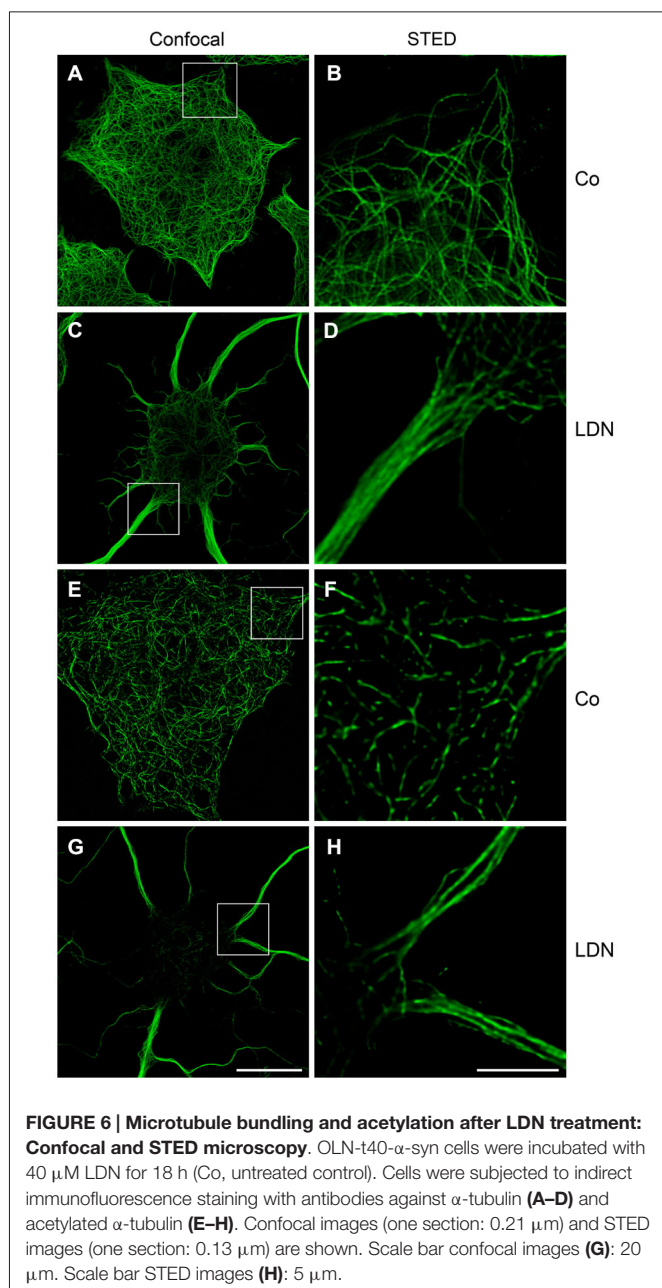 Confocal STED
A B
Co
C D
LDN
E F
Co
G H
LDN
FIGURE 6 | Microtubule bundling and acetylation after LDN treatment:
Confocal and STED microscopy. OLN-t40-α-syn cells were incubated with
40 μM LDN for 18 h (Co, untreated control). Cells were subjected to indirect
immunofluorescence staining with antibodies against α-tubulin (A–D) and
acetylated α-tubulin (E–H). Confocal images (one section: 0.21 μm) and STED
images (one section: 0.13 μm) are shown. Scale bar confocal images (G): 20
μm. Scale bar STED images (H): 5 μm.